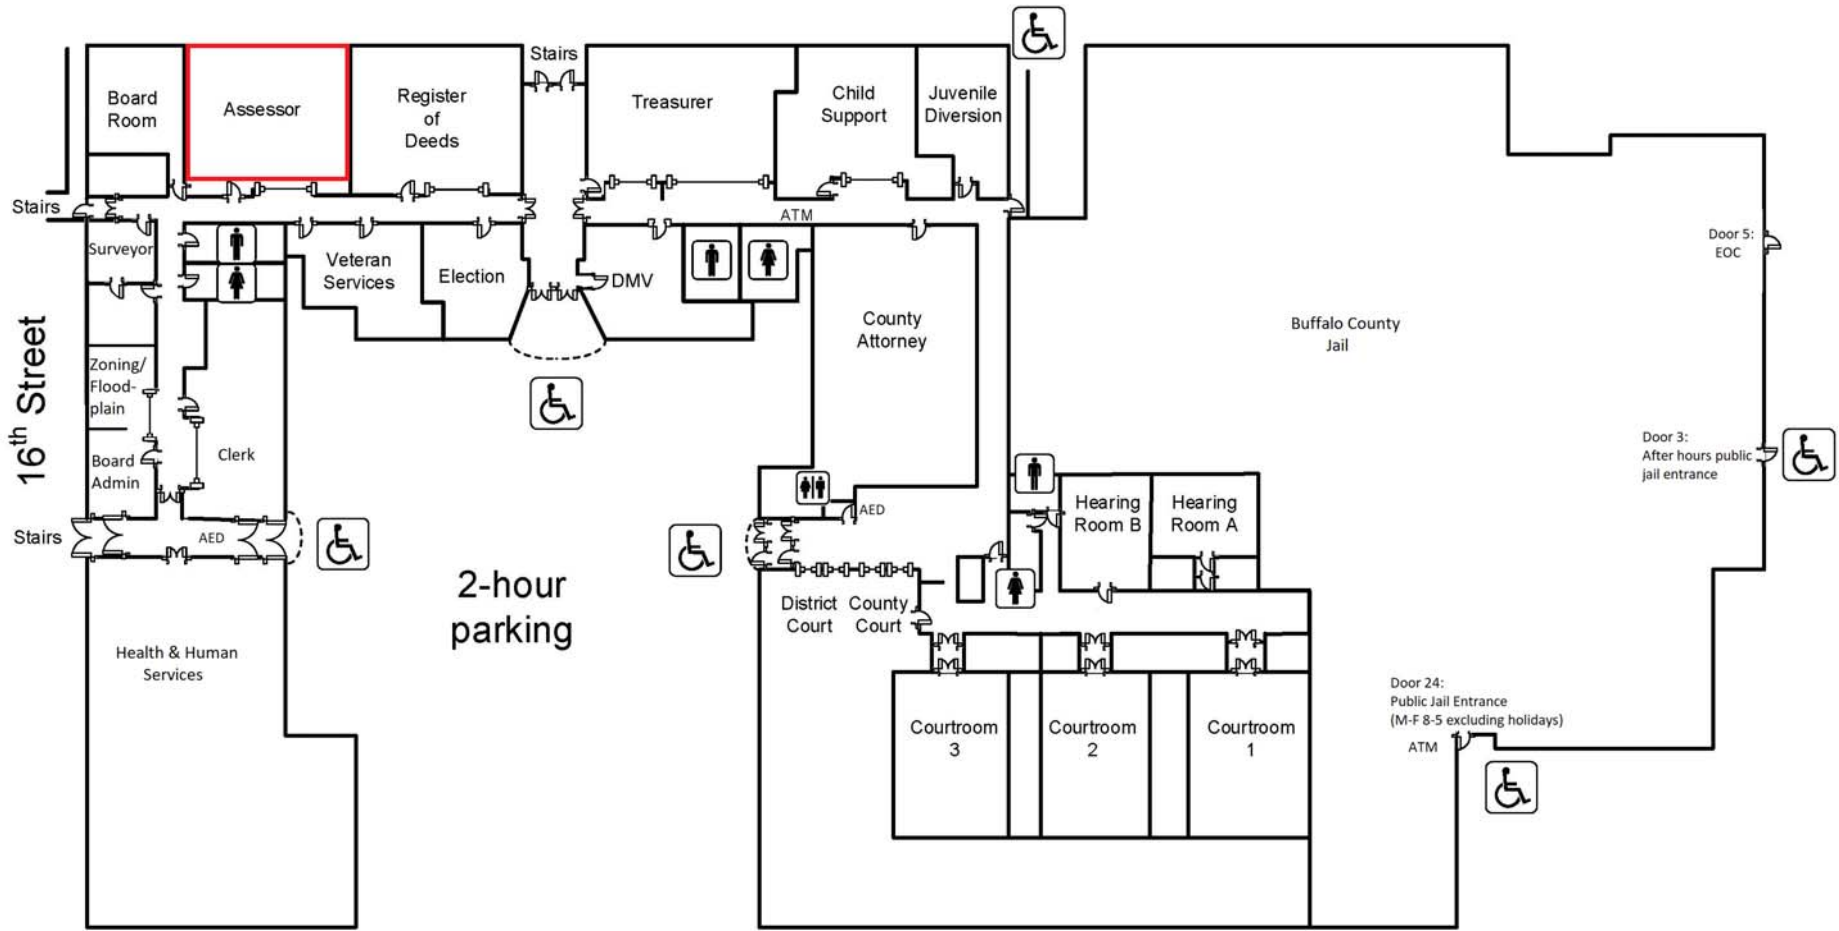 Stairs
Board
Room
Assessor
Register
of
Deeds
Treasurer
Child
Support
Juvenile
Diversion
Stairs
ATM
Surveyor
Veteran
Services
Election
DMV
Door 5:
EOC
County
Attorney
Buffalo County
Jail
16th Street
Zoning/
Flood-
plain
Board
Admin
Clerk
Door 3:
After hours public
jail entrance
Hearing
Room B
Hearing
Room A
AED
Stairs
AED
2-hour
parking
District
Court
County
Court
Health & Human
Services
Door 24:
Public Jail Entrance
(M-F 8-5 excluding holidays)
ATM
Courtroom
3
Courtroom
2
Courtroom
1